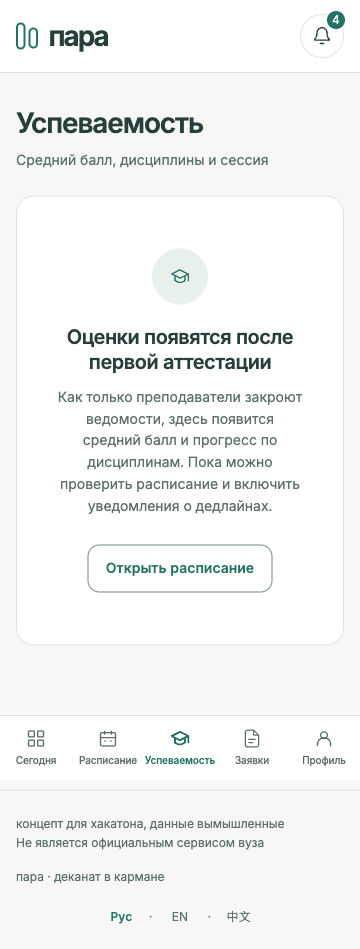 пара
4
Успеваемость
Средний балл, дисциплины и сессия
Оценки появятся после
первой аттестации
Как только преподаватели закроют
ведомости, здесь появится
средний балл и прогресс по
дисциплинам. Пока можно
проверить расписание и включить
уведомления о дедлайнах.
Открыть расписание
Сегодня Расписание Успеваемость Заявки Профиль
концепт для хакатона, данные вымышленные
Не является официальным сервисом вуза
пара · деканат в кармане
Рус · EN · 中文